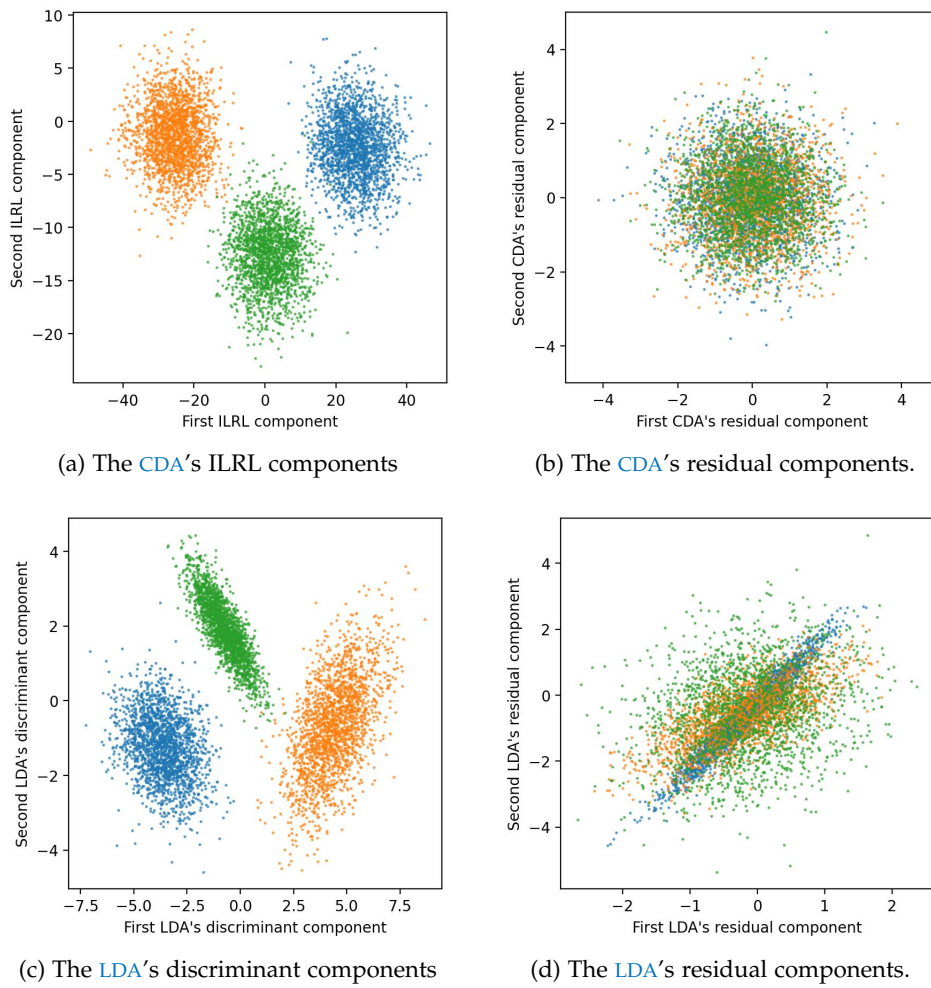 10
5
0
−5
−10
−15
−20
−40 −20 0 20 40
Second ILRL component
First ILRL component
(a) The CDA's ILRL components
4
2
0
−2
−4
−4 −2 0 2 4
Second CDA's residual component
First CDA's residual component
(b) The CDA's residual components.
4
2
0
−2
−4
−7.5 −5.0 −2.5 0.0 2.5 5.0 7.5
Second LDA's discriminant component
First LDA's discriminant component
(c) The LDA's discriminant components
4
2
0
−2
−4
−2 −1 0 1 2
Second LDA's residual component
First LDA's residual component
(d) The LDA's residual components.